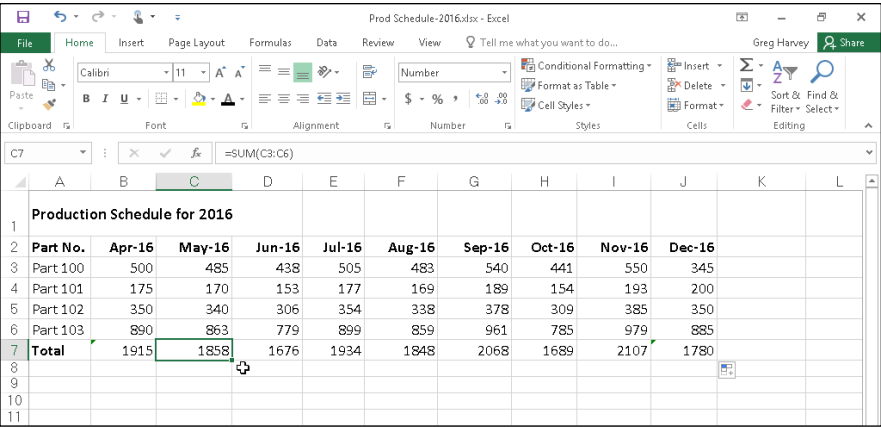 Prod Schedule-2016.xlsx - Excel
File Home Insert Page Layout Formulas Data Review View Tell me what you want to do... Greg Harvey Share
Calibri 11 A A Number Conditional Formatting Insert Σ
Paste B I U A $ % , .00 Format as Table Delete Sort & Find &
Cell Styles Format Filter Select
Clipboard Font Alignment Number Styles Cells Editing
C7 fx =SUM(C3:C6)
A B C D E F G H I J K L
1 Production Schedule for 2016
2 Part No. Apr-16 May-16 Jun-16 Jul-16 Aug-16 Sep-16 Oct-16 Nov-16 Dec-16
3 Part 100 500 485 438 505 483 540 441 550 345
4 Part 101 175 170 153 177 169 189 154 193 200
5 Part 102 350 340 306 354 338 378 309 385 350
6 Part 103 890 863 779 899 859 961 785 979 885
7 Total 1915 1858 1676 1934 1848 2068 1689 2107 1780
8
9
10
11